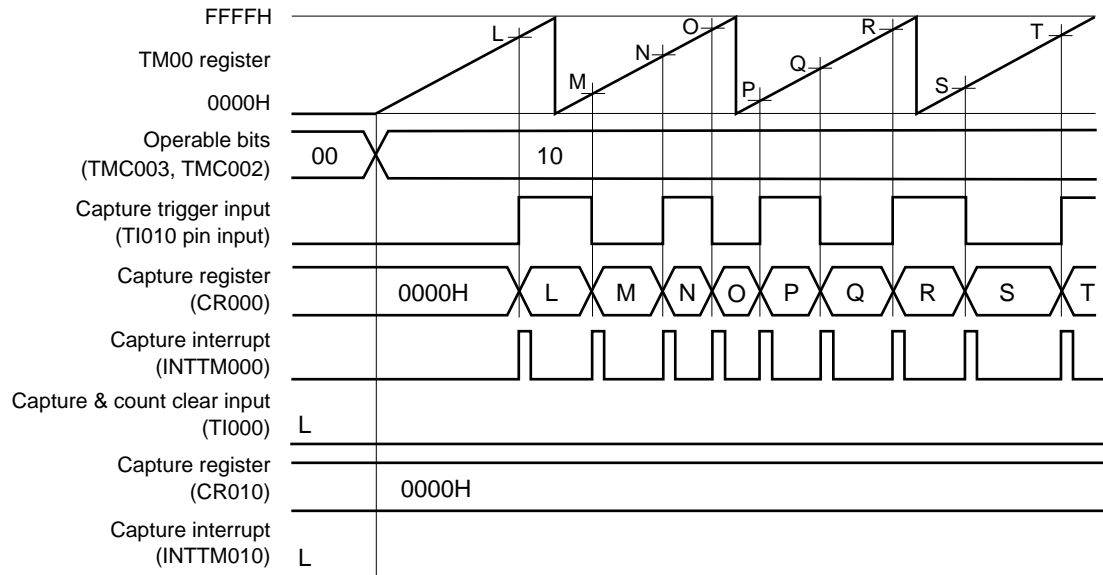 FFFFH
TM00 register
0000H
L M N O P Q R S T
Operable bits
(TMC003, TMC002)
00 10
Capture trigger input
(TI010 pin input)
Capture register
(CR000)
0000H L M N O P Q R S T
Capture interrupt
(INTTM000)
Capture & count clear input
(TI000)
L
Capture register
(CR010)
0000H
Capture interrupt
(INTTM010)
L